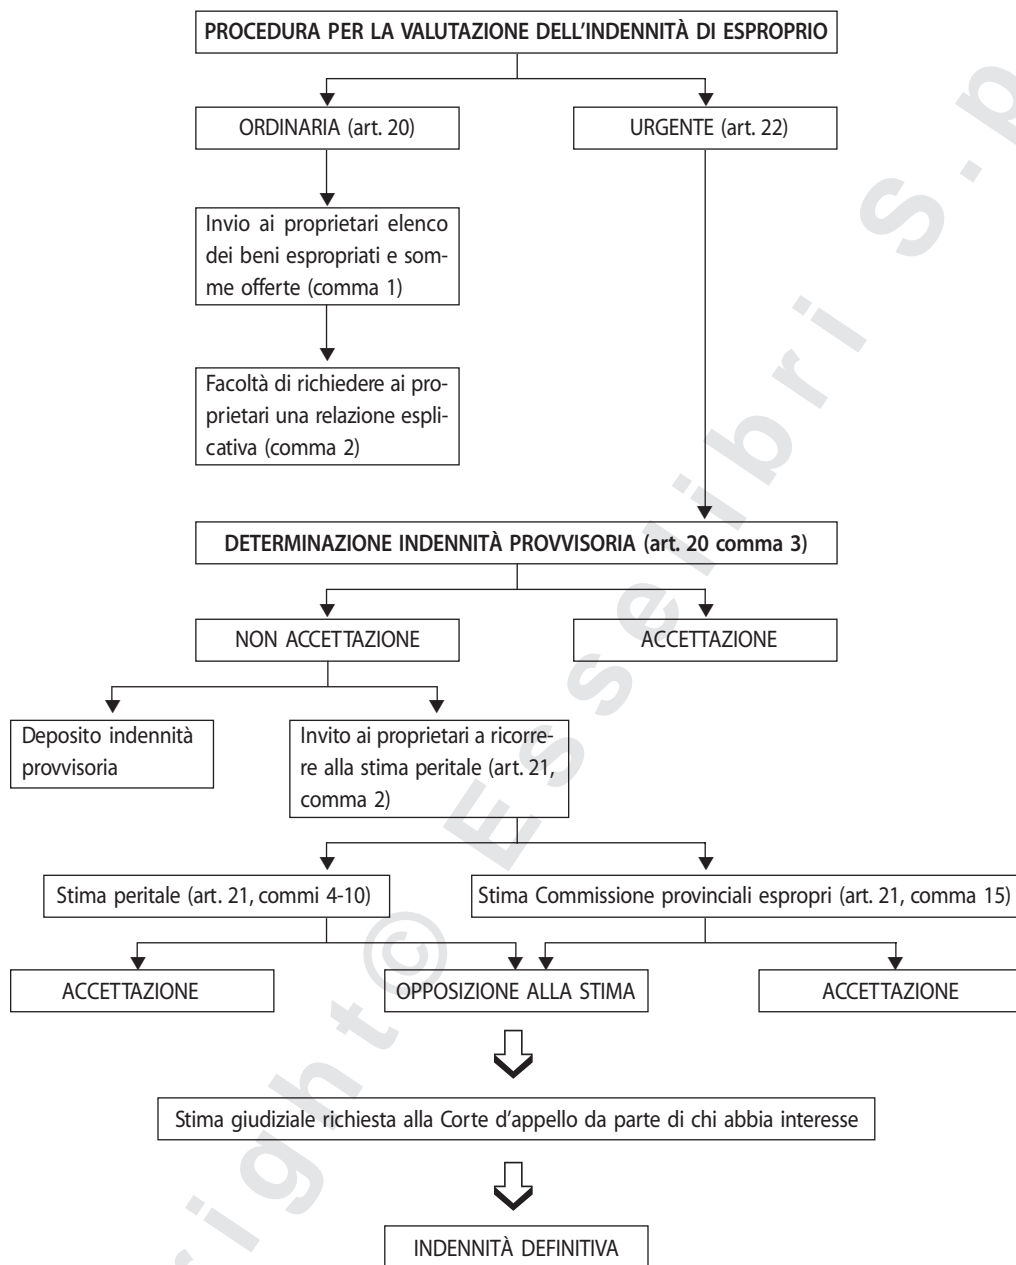 PROCEDURA PER LA VALUTAZIONE DELL'INDENNITÀ DI ESPROPRIO
ORDINARIA (art. 20)
URGENTE (art. 22)
Invio ai proprietari elenco
dei beni espropriati e som-
me offerte (comma 1)
Facoltà di richiedere ai pro-
prietari una relazione espli-
cativa (comma 2)
DETERMINAZIONE INDENNITÀ PROVVISORIA (art. 20 comma 3)
NON ACCETTAZIONE
ACCETTAZIONE
Deposito indennità
provvisoria
Invito ai proprietari a ricorre-
re alla stima peritale (art. 21,
comma 2)
Stima peritale (art. 21, commi 4-10)
Stima Commissione provinciali espropri (art. 21, comma 15)
ACCETTAZIONE
OPPOSIZIONE ALLA STIMA
ACCETTAZIONE
Stima giudiziale richiesta alla Corte d'appello da parte di chi abbia interesse
INDENNITÀ DEFINITIVA
right© Esselibri S.p